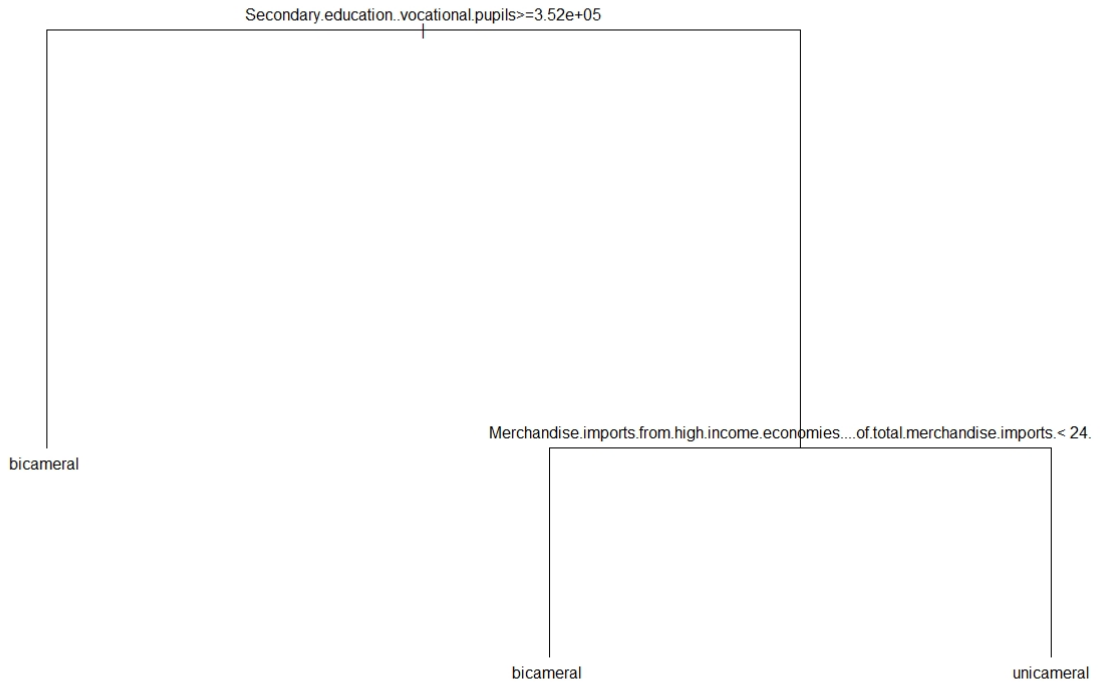 Secondary.education..vocational.pupils>=3.52e+05
Merchandise.imports.from.high.income.economies....of.total.merchandise.imports.< 24.
bicameral
bicameral
unicameral